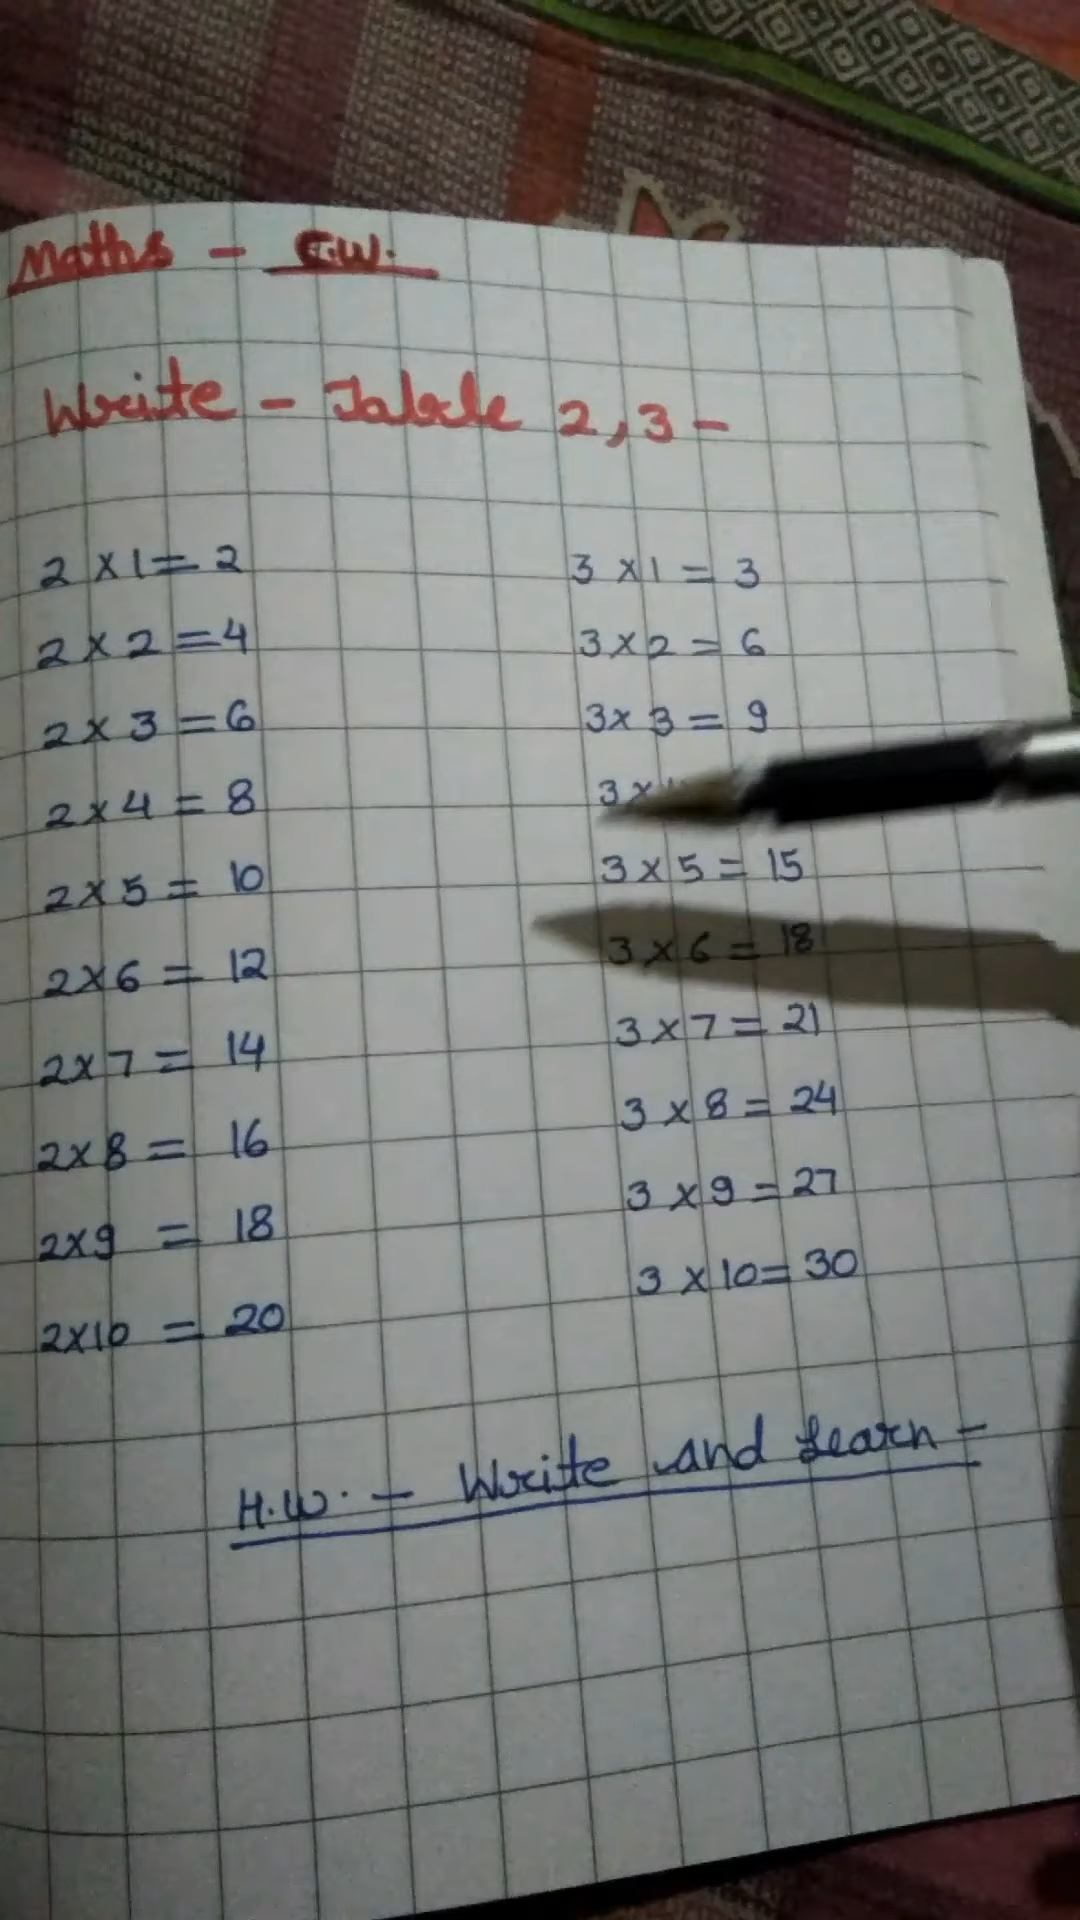 Maths - C.W.
Write - Table 2, 3 -
2 x 1 = 2
2 x 2 = 4
2 x 3 = 6
2 x 4 = 8
2 x 5 = 10
2 x 6 = 12
2 x 7 = 14
2 x 8 = 16
2 x 9 = 18
2 x 10 = 20
3 x 1 = 3
3 x 2 = 6
3 x 3 = 9
3 x
3 x 5 = 15
3 x 6 = 18
3 x 7 = 21
3 x 8 = 24
3 x 9 = 27
3 x 10 = 30
H.W. - Write and Learn -